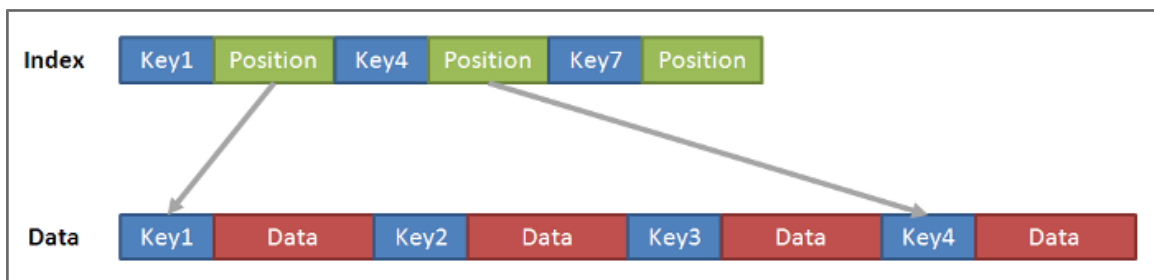 Index Key1 Position Key4 Position Key7 Position
Data Key1 Data Key2 Data Key3 Data Key4 Data